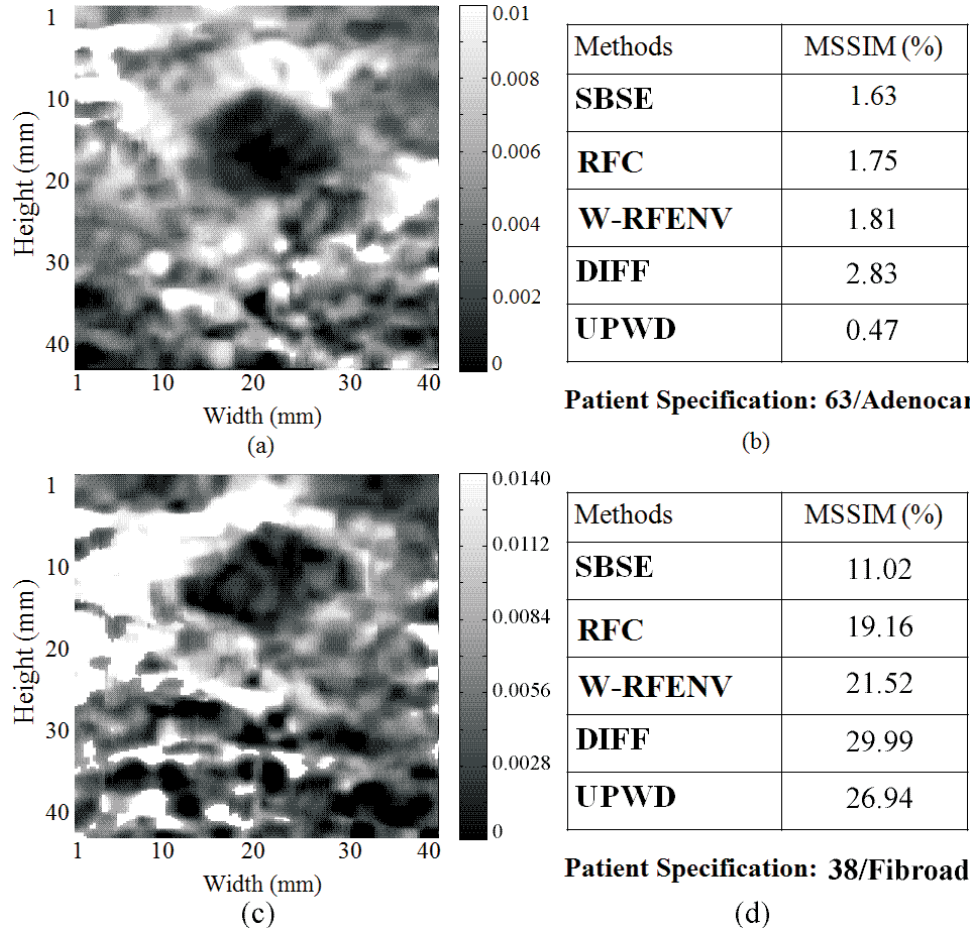 1
10
20
30
40
Height (mm)
1
10
20
30
40
Width (mm)
(a)
0.01
0.008
0.006
0.004
0.002
0
Methods MSSIM (%)
SBSE 1.63
RFC 1.75
W-RFENV 1.81
DIFF 2.83
UPWD 0.47
Patient Specification: 63/Adenocar
(b)
1
10
10
20
30
40
Height (mm)
1
10
20
30
40
Width (mm)
(c)
0.0140
0.0112
0.0084
0.0056
0.0028
0
Methods MSSIM (%)
SBSE 11.02
RFC 19.16
W-RFENV 21.52
DIFF 29.99
UPWD 26.94
Patient Specification: 38/Fibroad
(d)